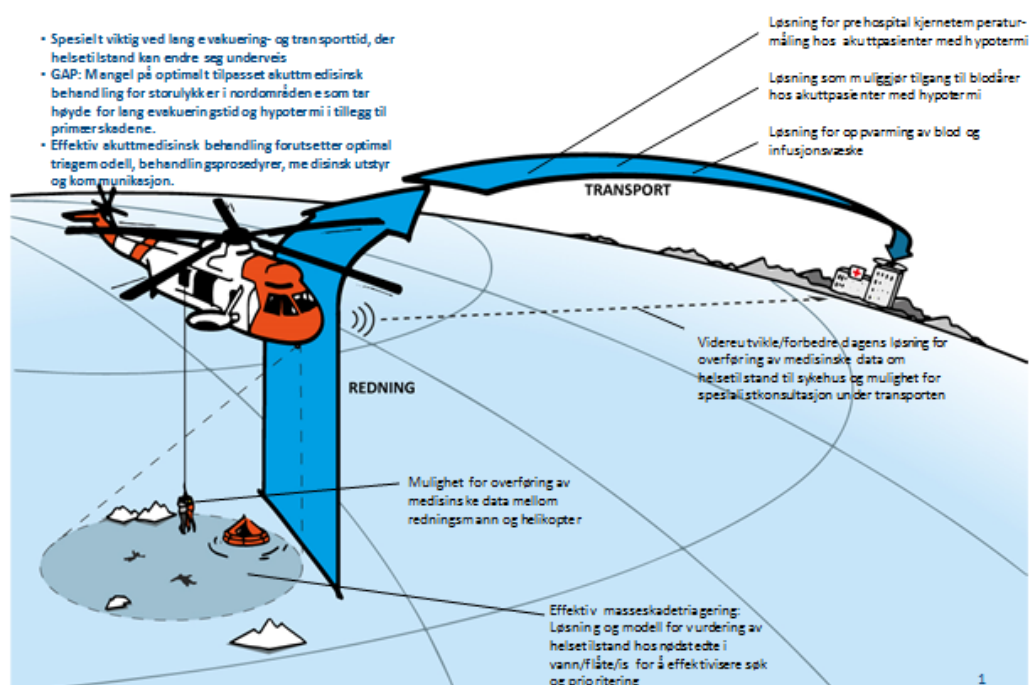 • Spesielt viktig ved lang evakuering- og transporttid, der
helsetilstand kan endre seg underveis
• GAP: Mangel på optimalt tilpasset akuttmedisinsk
behandling for storulykker i nordområdene som tar
høyde for lang evakueringstid og hypotermi i tillegg til
primærskadene.
• Effektiv akuttmedisinsk behandling forutsetter optimal
triagemodell, behandlingsprosedyrer, medisinsk utstyr
og kommunikasjon.
Løsning for prehospital kjernetemperatur-
måling hos akuttpasienter med hypotermi
Løsning som muliggjør tilgang til blodårer
hos akuttpasienter med hypotermi
Løsning for oppvarming av blod og
infusjonsvæske
TRANSPORT
Videreutvikle/forbedre dagens løsning for
overføring av medisinske data om
helsetilstand til sykehus og mulighet for
spesialistkonsultasjon under transporten
REDNING
Mulighet for overføring av
medisinske data mellom
redningsmann og helikopter
Effektiv masseskadetriagering:
Løsning og modell for vurdering av
helsetilstand hos nødstedte i
vann/flåte/is for å effektivisere søk
og prioritering
1